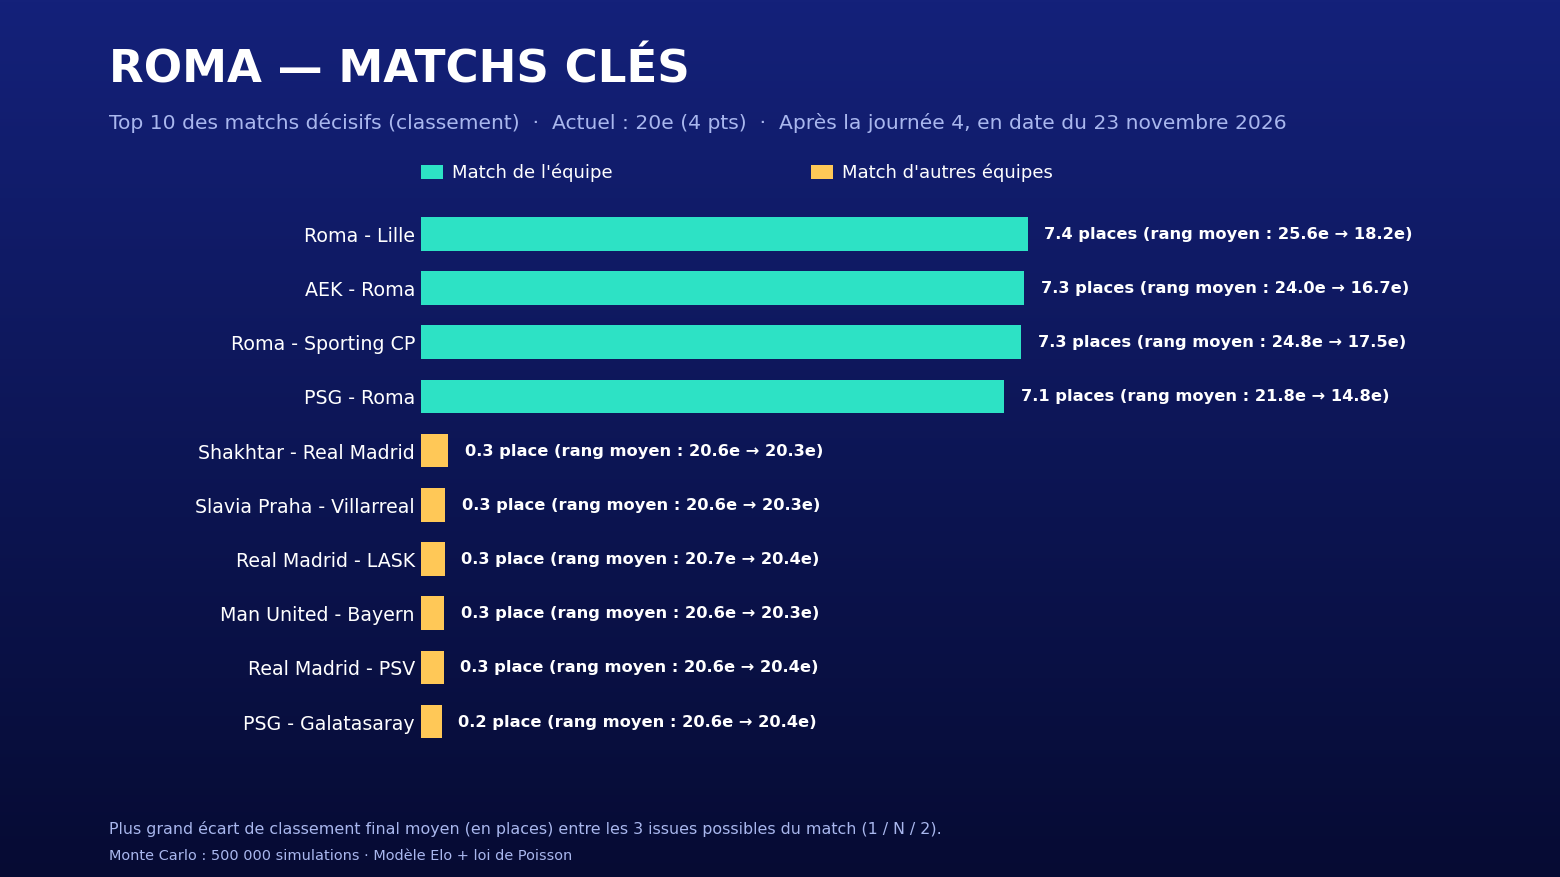 ROMA — MATCHS CLÉS
Top 10 des matchs décisifs (classement)  ·  Actuel : 20e (4 pts)  ·  Après la journée 4, en date du 23 novembre 2026
Match de l'équipe
Match d'autres équipes
Roma - Lille 7.4 places (rang moyen : 25.6e → 18.2e)
AEK - Roma 7.3 places (rang moyen : 24.0e → 16.7e)
Roma - Sporting CP 7.3 places (rang moyen : 24.8e → 17.5e)
PSG - Roma 7.1 places (rang moyen : 21.8e → 14.8e)
Shakhtar - Real Madrid 0.3 place (rang moyen : 20.6e → 20.3e)
Slavia Praha - Villarreal 0.3 place (rang moyen : 20.6e → 20.3e)
Real Madrid - LASK 0.3 place (rang moyen : 20.7e → 20.4e)
Man United - Bayern 0.3 place (rang moyen : 20.6e → 20.3e)
Real Madrid - PSV 0.3 place (rang moyen : 20.6e → 20.4e)
PSG - Galatasaray 0.2 place (rang moyen : 20.6e → 20.4e)
Plus grand écart de classement final moyen (en places) entre les 3 issues possibles du match (1 / N / 2).
Monte Carlo : 500 000 simulations · Modèle Elo + loi de Poisson